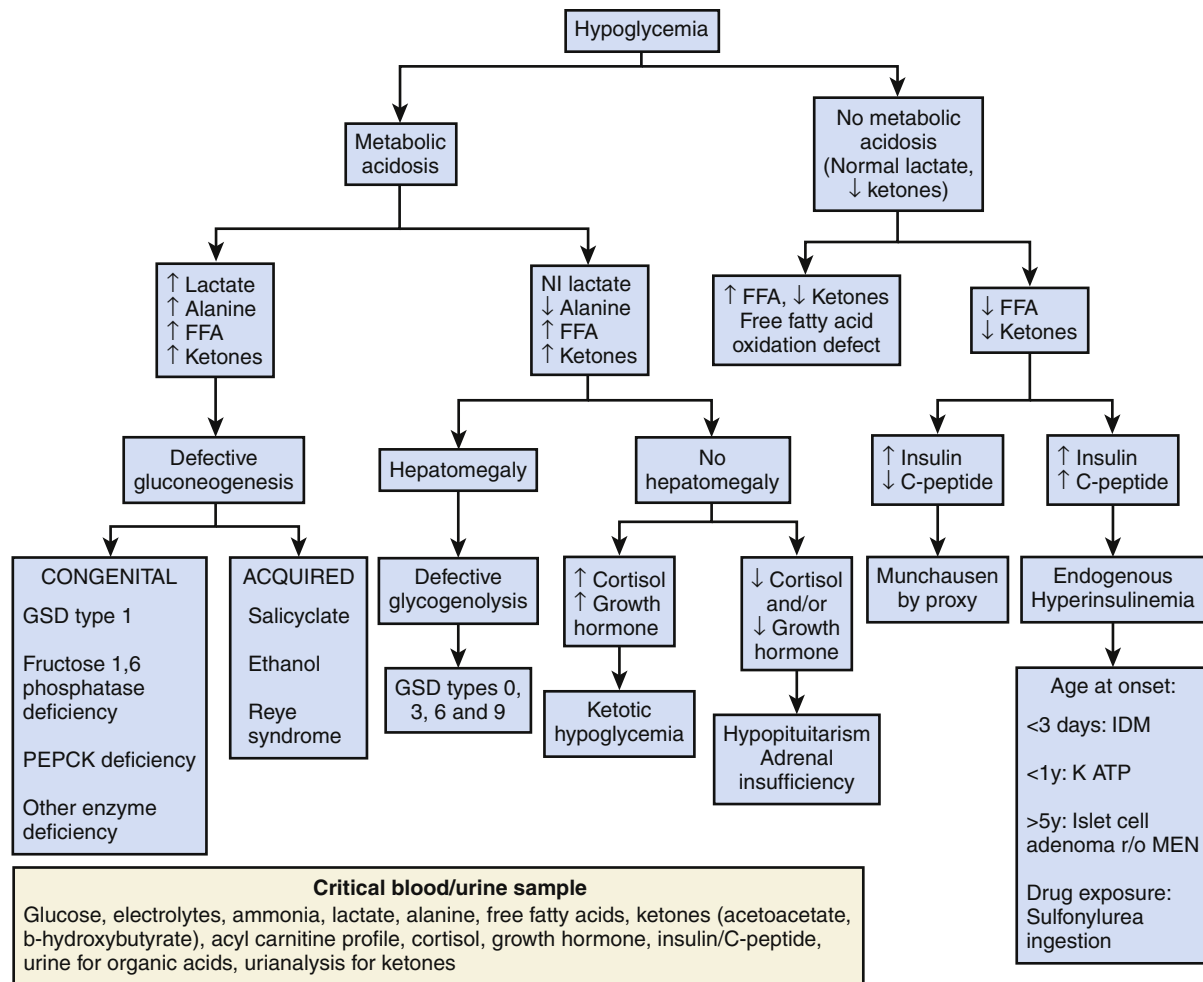 Hypoglycemia
Metabolic
acidosis
No metabolic
acidosis
(Normal lactate,
↓ ketones)
↑ Lactate
↑ Alanine
↑ FFA
↑ Ketones
Nl lactate
↓ Alanine
↑ FFA
↑ Ketones
↑ FFA, ↓ Ketones
Free fatty acid
oxidation defect
↓ FFA
↓ Ketones
Defective
gluconeogenesis
Hepatomegaly
No
hepatomegaly
↑ Insulin
↓ C-peptide
↑ Insulin
↑ C-peptide
CONGENITAL
GSD type 1
Fructose 1,6
phosphatase
deficiency
PEPCK deficiency
Other enzyme
deficiency
ACQUIRED
Salicyclate
Ethanol
Reye
syndrome
Defective
glycogenolysis
GSD types 0,
3, 6 and 9
↑ Cortisol
↑ Growth
hormone
Ketotic
hypoglycemia
↓ Cortisol
and/or
↓ Growth
hormone
Hypopituitarism
Adrenal
insufficiency
Munchausen
by proxy
Endogenous
Hyperinsulinemia
Age at onset:
<3 days: IDM
<1y: K ATP
>5y: Islet cell
adenoma r/o MEN
Drug exposure:
Sulfonylurea
ingestion
Critical blood/urine sample
Glucose, electrolytes, ammonia, lactate, alanine, free fatty acids, ketones (acetoacetate,
b-hydroxybutyrate), acyl carnitine profile, cortisol, growth hormone, insulin/C-peptide,
urine for organic acids, urianalysis for ketones